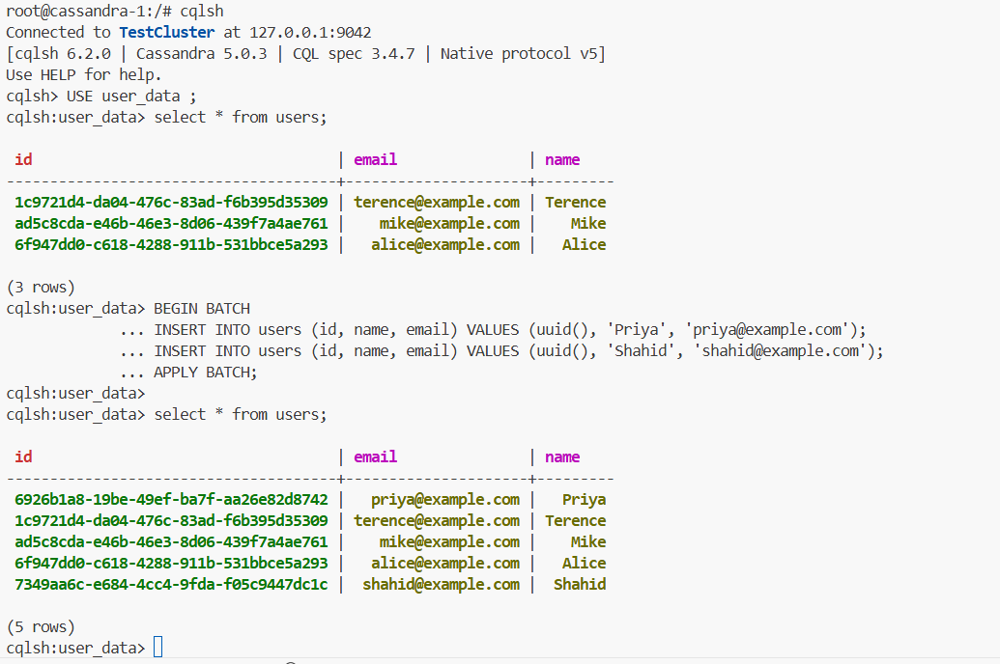 root@cassandra-1:/# cqlsh
Connected to TestCluster at 127.0.0.1:9042
[cqlsh 6.2.0 | Cassandra 5.0.3 | CQL spec 3.4.7 | Native protocol v5]
Use HELP for help.
cqlsh> USE user_data ;
cqlsh:user_data> select * from users;
 id                                   | email               | name
--------------------------------------+---------------------+---------
 1c9721d4-da04-476c-83ad-f6b395d35309 | terence@example.com | Terence
 ad5c8cda-e46b-46e3-8d06-439f7a4ae761 |    mike@example.com |    Mike
 6f947dd0-c618-4288-911b-531bbce5a293 |   alice@example.com |   Alice
(3 rows)
cqlsh:user_data> BEGIN BATCH
             ... INSERT INTO users (id, name, email) VALUES (uuid(), 'Priya', 'priya@example.com');
             ... INSERT INTO users (id, name, email) VALUES (uuid(), 'Shahid', 'shahid@example.com');
             ... APPLY BATCH;
cqlsh:user_data>
cqlsh:user_data> select * from users;
 id                                   | email               | name
--------------------------------------+---------------------+---------
 6926b1a8-19be-49ef-ba7f-aa26e82d8742 |   priya@example.com |   Priya
 1c9721d4-da04-476c-83ad-f6b395d35309 | terence@example.com | Terence
 ad5c8cda-e46b-46e3-8d06-439f7a4ae761 |    mike@example.com |    Mike
 6f947dd0-c618-4288-911b-531bbce5a293 |   alice@example.com |   Alice
 7349aa6c-e684-4cc4-9fda-f05c9447dc1c |  shahid@example.com |  Shahid
(5 rows)
cqlsh:user_data>